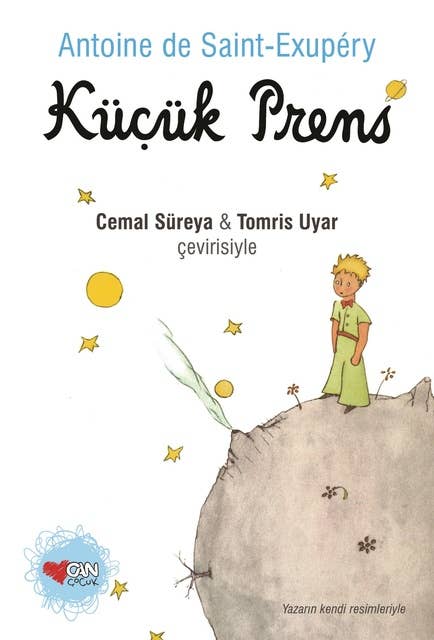 Antoine de Saint-Exupéry
Küçük Prens
Cemal Süreya & Tomris Uyar
çevirisiyle
CAN
ÇOCUK
Yazarın kendi resimleriyle